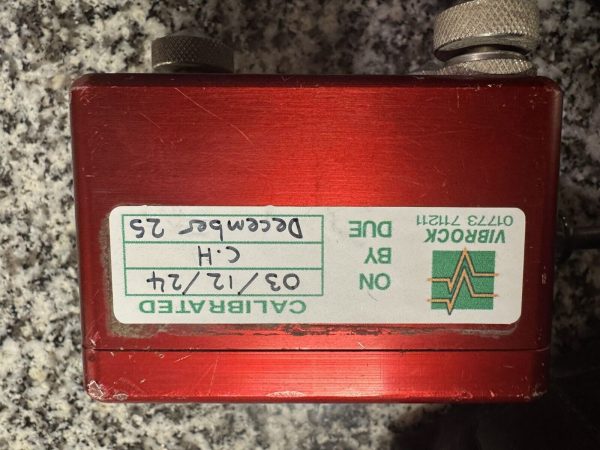 VIBROCK
01773 711211
CALIBRATED
ON 03/12/24
BY C.H
DUE December 25